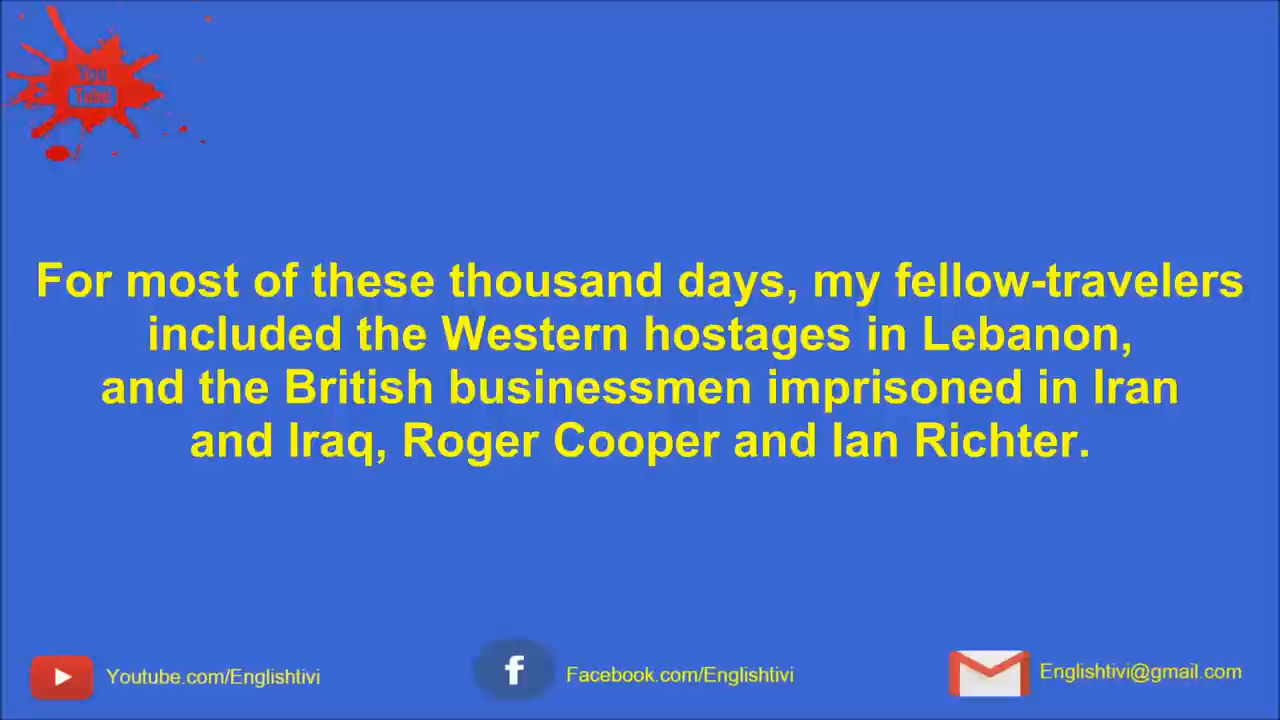 You
Tube
For most of these thousand days, my fellow-travelers
included the Western hostages in Lebanon,
and the British businessmen imprisoned in Iran
and Iraq, Roger Cooper and Ian Richter.
Youtube.com/Englishtivi
f
Facebook.com/Englishtivi
Englishtivi@gmail.com